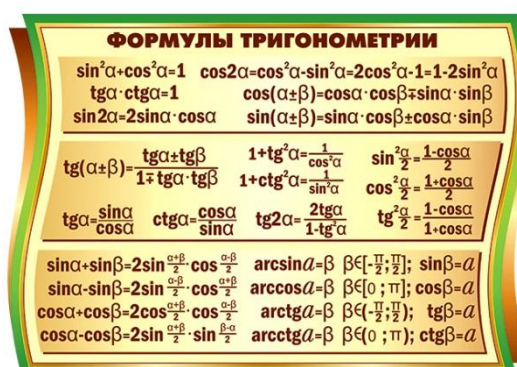 ФОРМУЛЫ ТРИГОНОМЕТРИИ
sin²α+cos²α=1 cos2α=cos²α-sin²α=2cos²α-1=1-2sin²α
tgα·ctgα=1 cos(α±β)=cosα·cosβ∓sinα·sinβ
sin2α=2sinα·cosα sin(α±β)=sinα·cosβ±cosα·sinβ
tg(α±β)=(tgα±tgβ)/(1∓tgα·tgβ) 1+tg²α=1/cos²α sin²α/2=(1-cosα)/2
1+ctg²α=1/sin²α cos²α/2=(1+cosα)/2
tgα=sinα/cosα ctgα=cosα/sinα tg2α=2tgα/(1-tg²α) tg²α/2=(1-cosα)/(1+cosα)
sinα+sinβ=2sin (α+β)/2·cos (α-β)/2 arcsina=β β∈[-π/2;π/2]; sinβ=a
sinα-sinβ=2sin (α-β)/2·cos (α+β)/2 arccosa=β β∈[0;π]; cosβ=a
cosα+cosβ=2cos (α+β)/2·cos (α-β)/2 arctga=β β∈(-π/2;π/2); tgβ=a
cosα-cosβ=2sin (α+β)/2·sin (β-α)/2 arcctga=β β∈(0;π); ctgβ=a